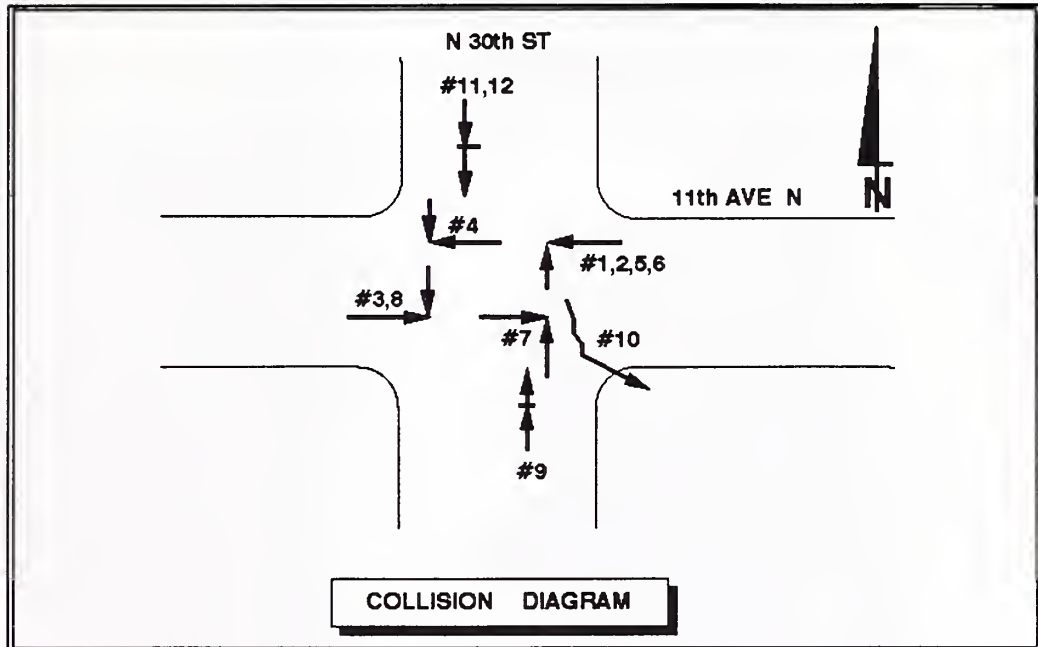 N 30th ST
#11,12
11th AVE N
N
#4
#1,2,5,6
#3,8
#7
#10
#9
COLLISION DIAGRAM